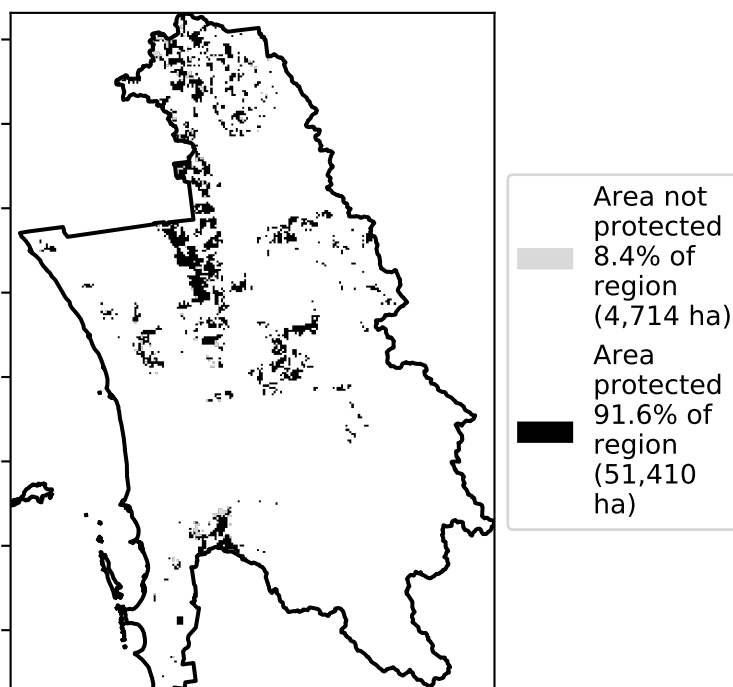 Area not
protected
8.4% of
region
(4,714 ha)
Area
protected
91.6% of
region
(51,410
ha)